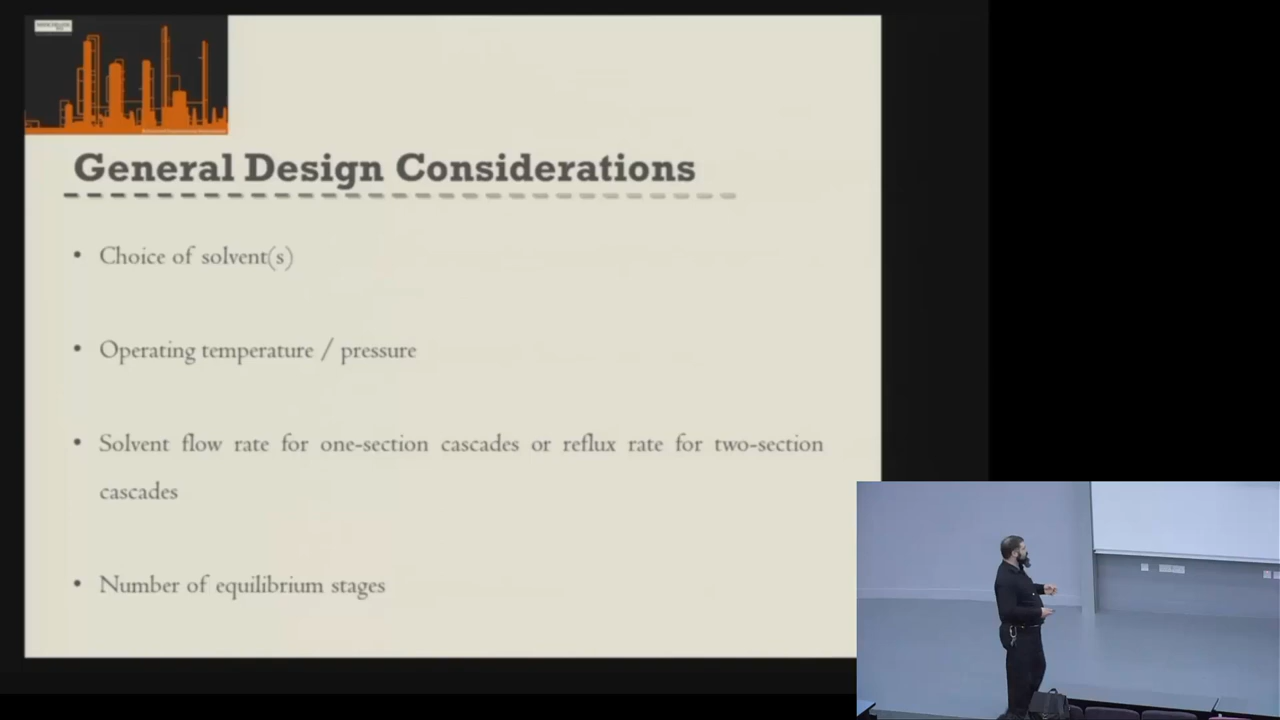 General Design Considerations
• Choice of solvent(s)
• Operating temperature / pressure
• Solvent flow rate for one-section cascades or reflux rate for two-section
cascades
• Number of equilibrium stages